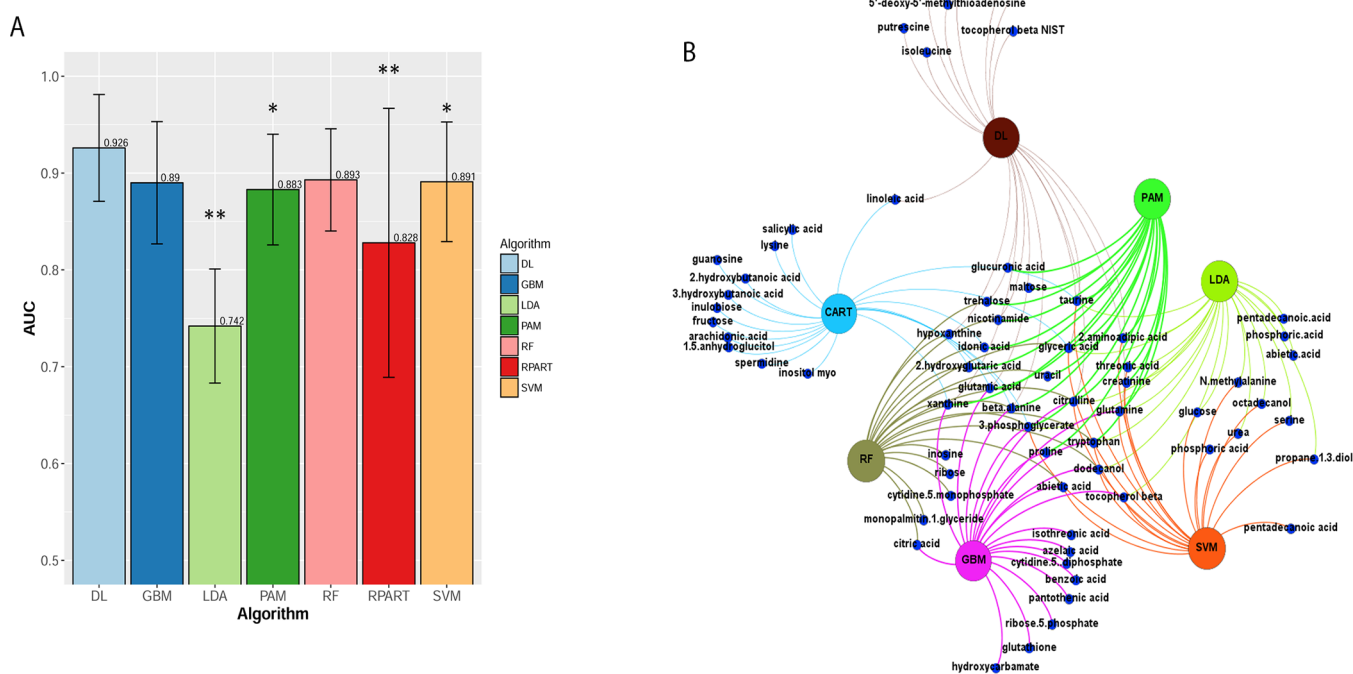 A
1.0
0.9
0.8
0.7
0.6
0.5
AUC
0.926
0.89
**
0.742
*
0.883
0.893
**
0.828
*
0.891
DL GBM LDA PAM RF RPART SVM
Algorithm
Algorithm
DL
GBM
LDA
PAM
RF
RPART
SVM
B
5'-deoxy-5'-methylthioadenosine
putrescine
tocopherol beta NIST
isoleucine
DL
linoleic acid
PAM
salicylic acid
lysine
guanosine
glucuronic acid
LDA
2.hydroxybutanoic acid
maltose
3.hydroxybutanoic acid
trehalose
taurine
inulobiose
CART
fructose
nicotinamide
pentadecanoic.acid
arachidonic.acid
hypoxanthine
2.aminoadipic acid
phosphoric.acid
1.5.anhydroglucitol
idonic acid
glyceric acid
abietic.acid
spermidine
2.hydroxyglutaric acid
threonic acid
inositol myo
uracil
creatinine
N.methylalanine
glutamic acid
xanthine
beta.alanine
citrulline
glutamine
glucose
octadecanol
3.phosphoglycerate
serine
tryptophan
urea
RF
inosine
proline
phosphoric acid
propane.1.3.diol
ribose
dodecanol
abietic acid
cytidine.5.monophosphate
tocopherol beta
monopalmitin.1.glyceride
isothreonic acid
pentadecanoic acid
citric acid
azelaic acid
SVM
GBM
cytidine.5..diphosphate
benzoic acid
pantothenic acid
ribose.5.phosphate
glutathione
hydroxycarbamate